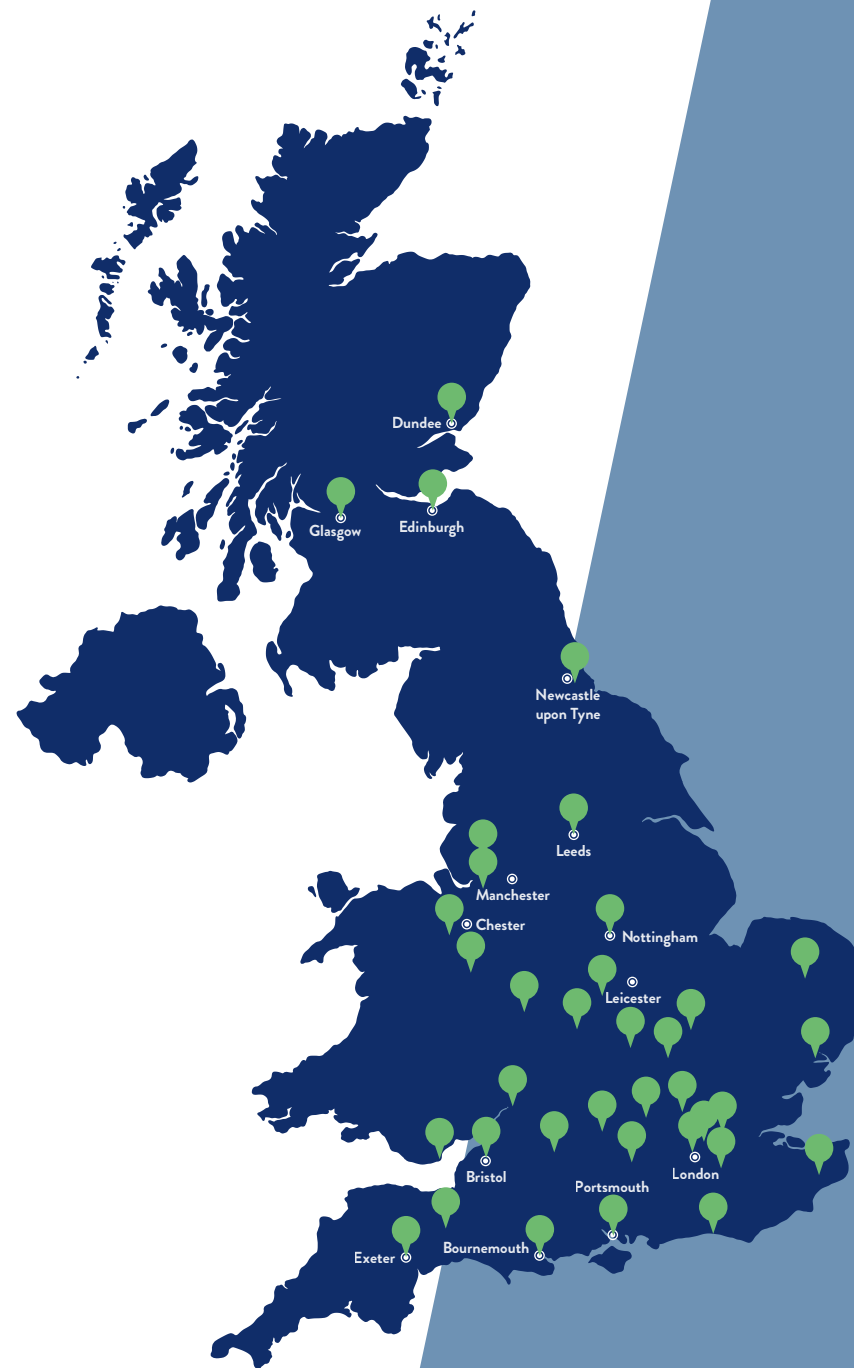 Dundee
Glasgow
Edinburgh
Newcastle
upon Tyne
Leeds
Manchester
Chester
Nottingham
Leicester
Bristol
London
Portsmouth
Bournemouth
Exeter